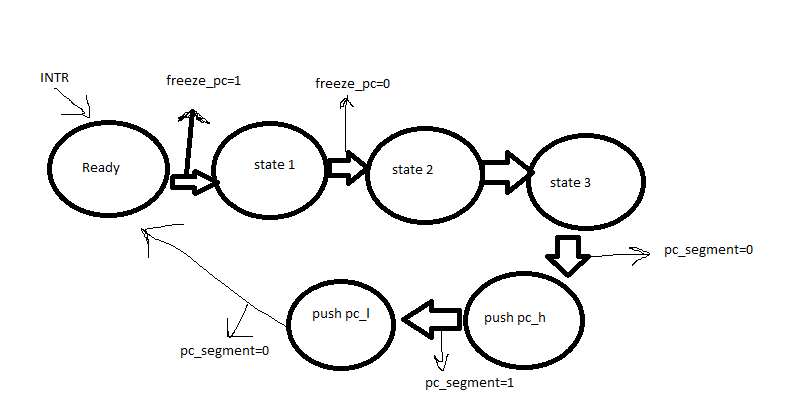 INTR
freeze_pc=1
freeze_pc=0
Ready
state 1
state 2
state 3
pc_segment=0
push pc_l
push pc_h
pc_segment=0
pc_segment=1